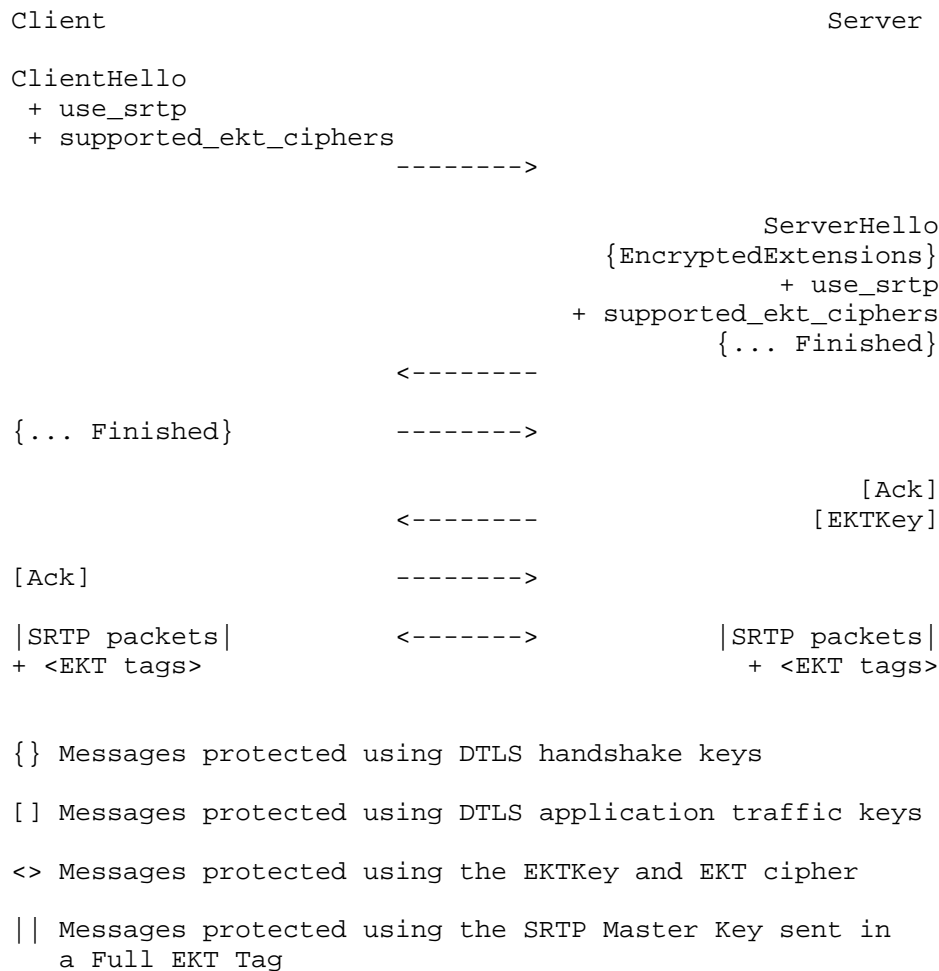 Client                                             Server

ClientHello
 + use_srtp
 + supported_ekt_ciphers
                        -------->

                                               ServerHello
                                     {EncryptedExtensions}
                                                + use_srtp
                                   + supported_ekt_ciphers
                                            {... Finished}
                        <--------

{... Finished}          -------->

                                                     [Ack]
                        <--------                 [EKTKey]

[Ack]                   -------->

|SRTP packets|          <------->           |SRTP packets|
+ <EKT tags>                                  + <EKT tags>

{} Messages protected using DTLS handshake keys

[] Messages protected using DTLS application traffic keys

<> Messages protected using the EKTKey and EKT cipher

|| Messages protected using the SRTP Master Key sent in
   a Full EKT Tag